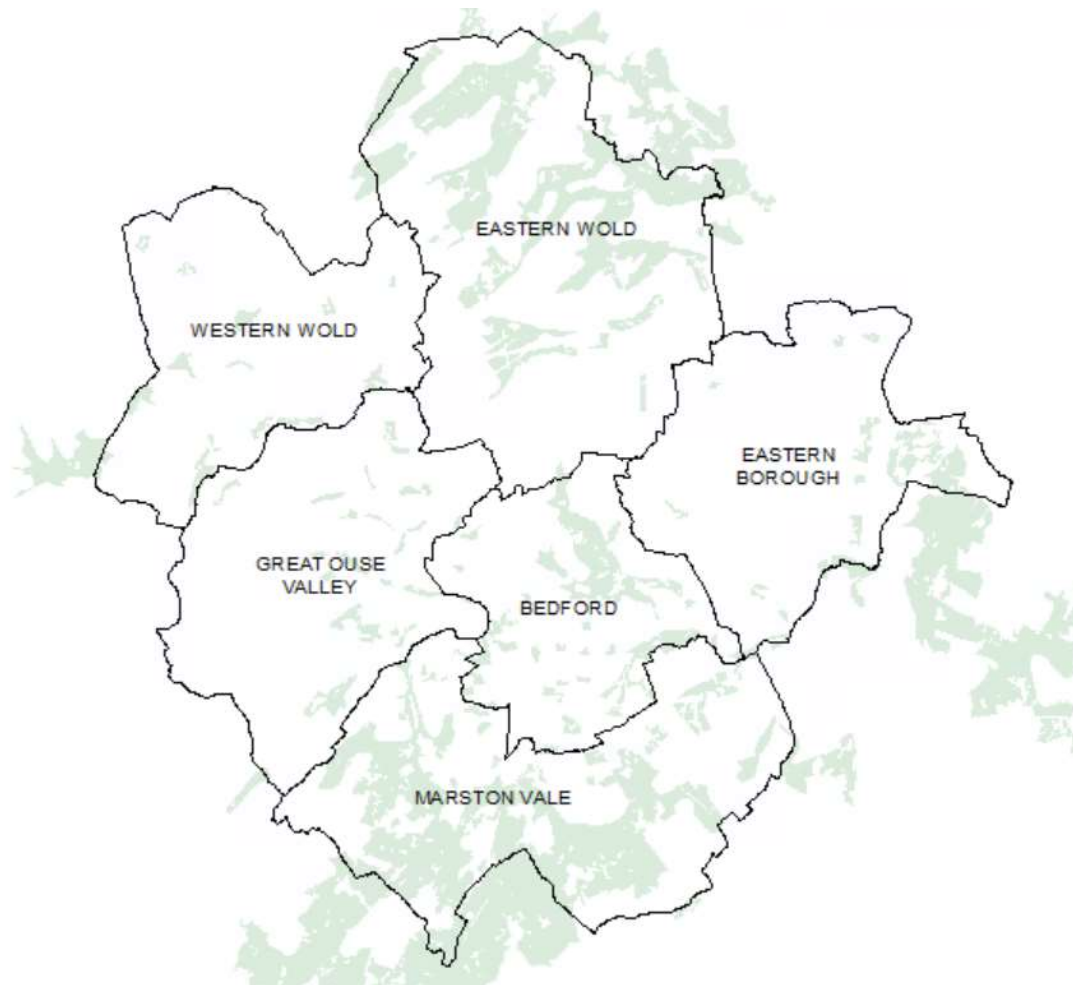 EASTERN WOLD
WESTERN WOLD
EASTERN
BOROUGH
GREAT OUSE
VALLEY
BEDFORD
MARSTON VALE